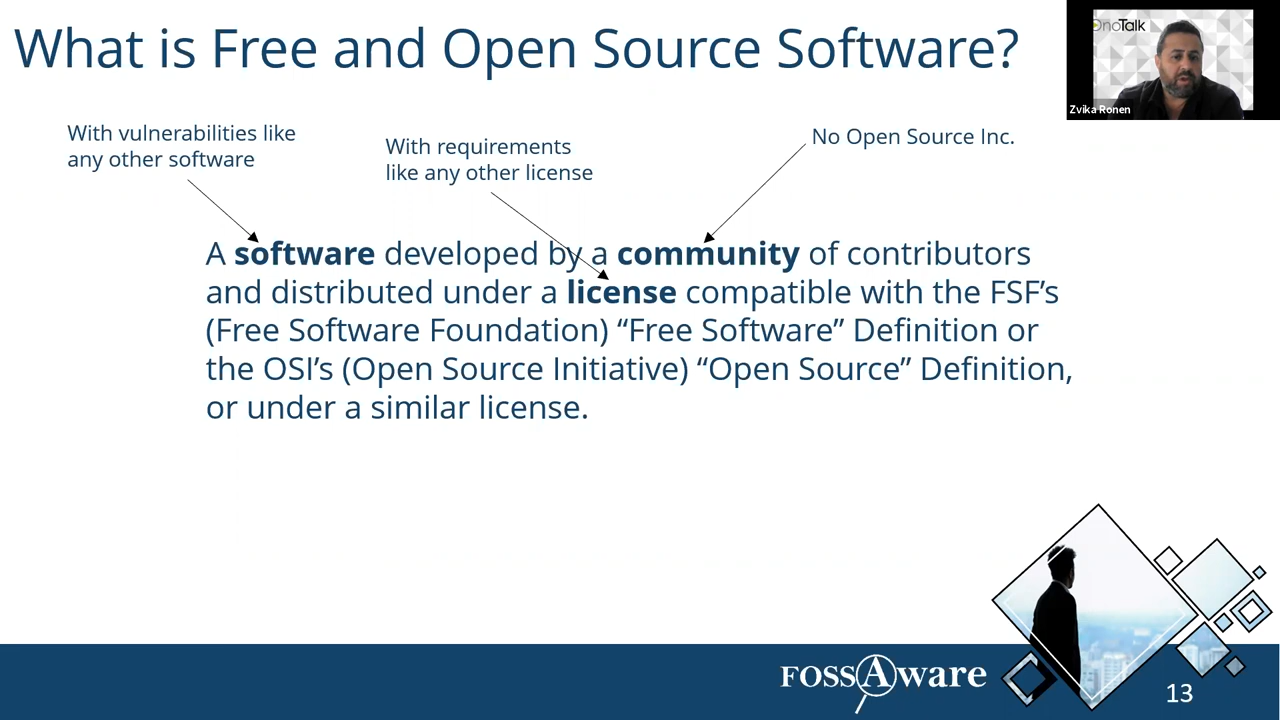 What is Free and Open Source Software?
noTalk
Zvika Ronen
With vulnerabilities like
any other software
With requirements
like any other license
No Open Source Inc.
A software developed by a community of contributors
and distributed under a license compatible with the FSF’s
(Free Software Foundation) “Free Software” Definition or
the OSI’s (Open Source Initiative) “Open Source” Definition,
or under a similar license.
FOSSAware
13